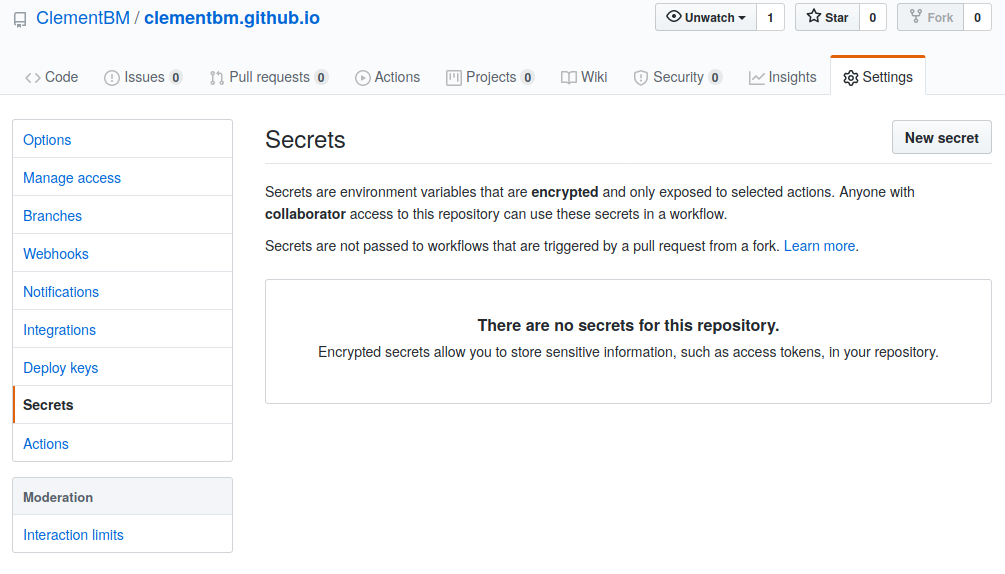 ClementBM / clementbm.github.io
Unwatch 1 Star 0 Fork 0
Code Issues 0 Pull requests 0 Actions Projects 0 Wiki Security 0 Insights Settings
Options
Manage access
Branches
Webhooks
Notifications
Integrations
Deploy keys
Secrets
Actions
Moderation
Interaction limits
Secrets
New secret
Secrets are environment variables that are encrypted and only exposed to selected actions. Anyone with
collaborator access to this repository can use these secrets in a workflow.
Secrets are not passed to workflows that are triggered by a pull request from a fork. Learn more.
There are no secrets for this repository.
Encrypted secrets allow you to store sensitive information, such as access tokens, in your repository.